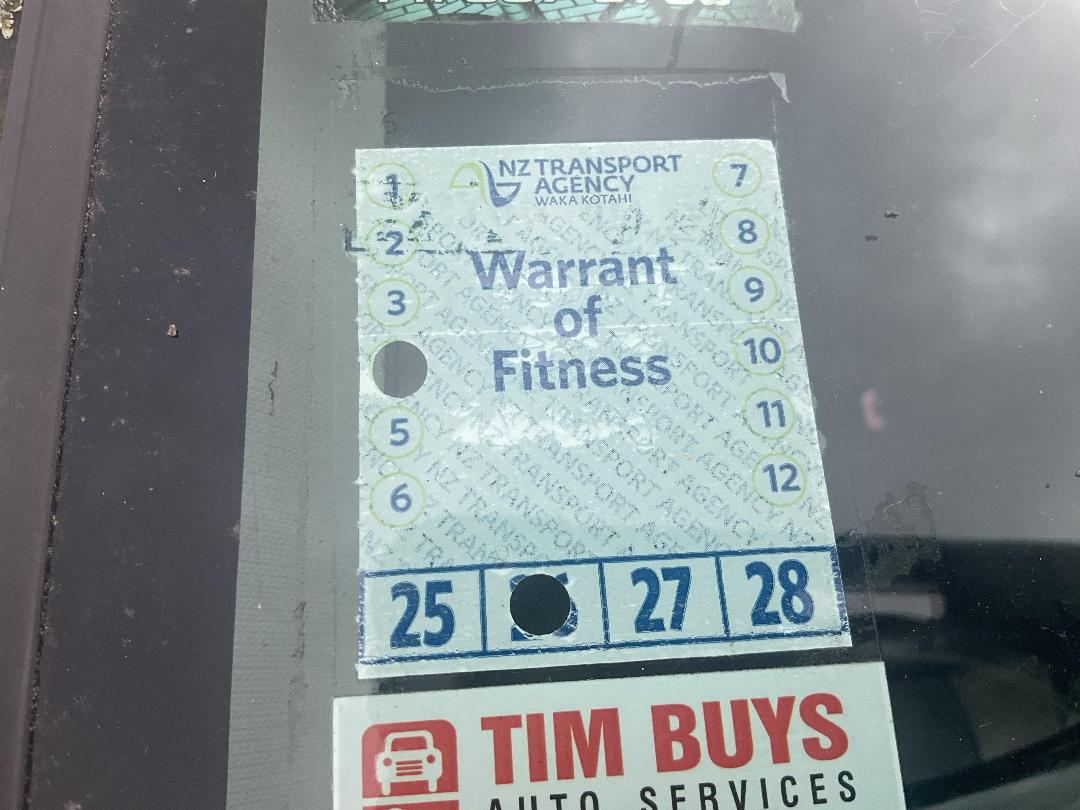 NZ TRANSPORT
AGENCY
WAKA KOTAHI
Warrant
of
Fitness
1
2
3
5
6
7
8
9
10
11
12
25
27
28
TIM BUYS
AUTO SERVICES